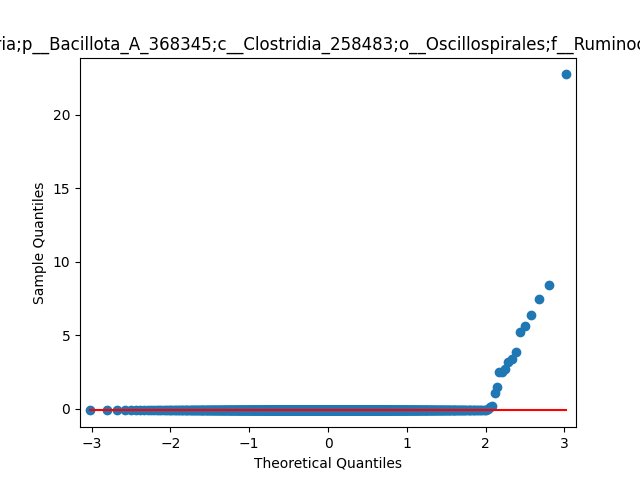 ria;p__Bacillota_A_368345;c__Clostridia_258483;o__Oscillospirales;f__Ruminoc
20
15
10
5
0
−3 −2 −1 0 1 2 3
Sample Quantiles
Theoretical Quantiles